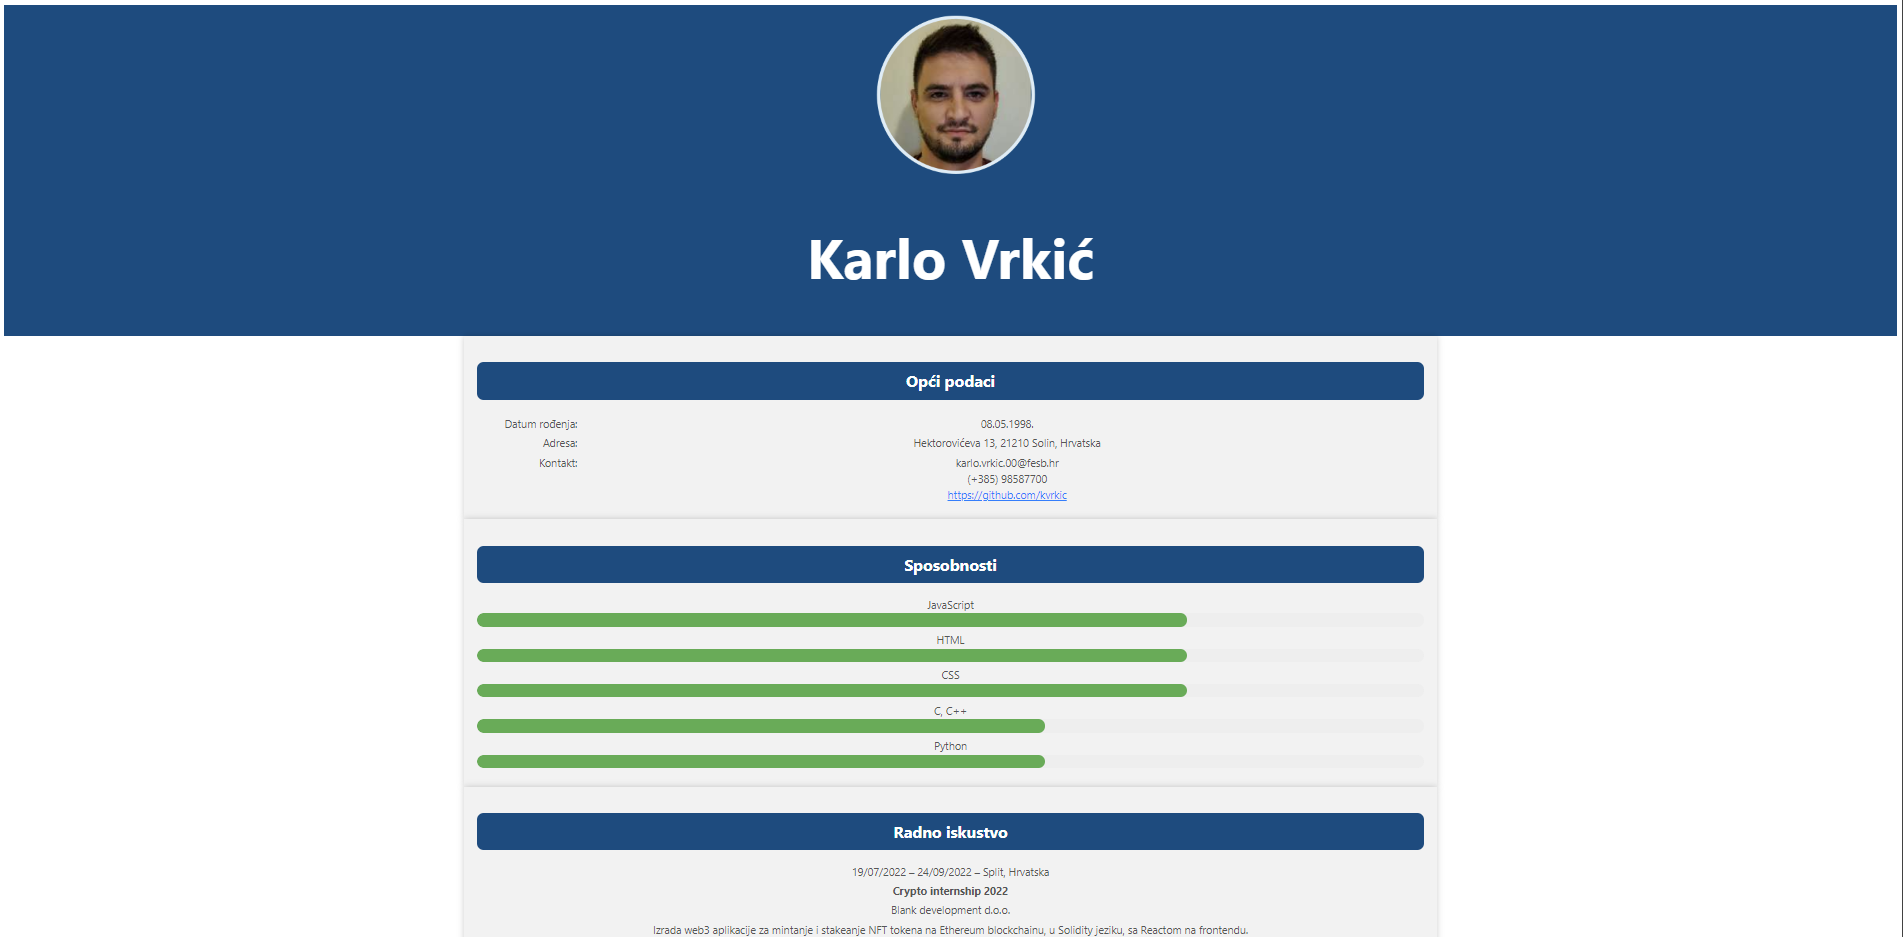 Karlo Vrkić
Opći podaci
Datum rođenja: 08.05.1998.
Adresa: Hektorovićeva 13, 21210 Solin, Hrvatska
Kontakt: karlo.vrkic.00@fesb.hr
(+385) 98587700
https://github.com/kvrkic
Sposobnosti
JavaScript
HTML
CSS
C, C++
Python
Radno iskustvo
19/07/2022 – 24/09/2022 – Split, Hrvatska
Crypto internship 2022
Blank development d.o.o.
Izrada web3 aplikacije za mintanje i stakeanje NFT tokena na Ethereum blockchainu, u Solidity jeziku, sa Reactom na frontendu.